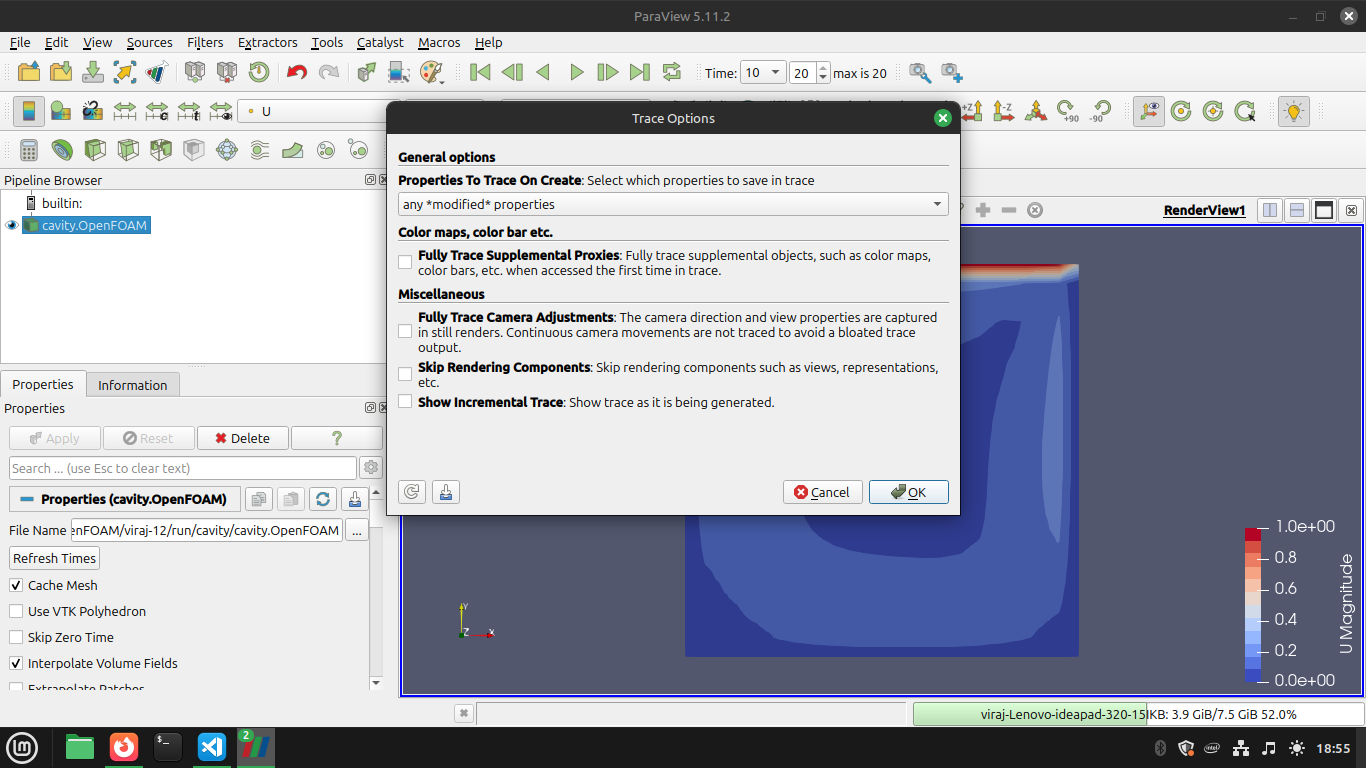 ParaView 5.11.2
File Edit View Sources Filters Extractors Tools Catalyst Macros Help
Time: 10 20 max is 20
U
+Z -Z +90 -90
Trace Options
General options
Properties To Trace On Create: Select which properties to save in trace
any *modified* properties
Color maps, color bar etc.
Fully Trace Supplemental Proxies: Fully trace supplemental objects, such as color maps,
color bars, etc. when accessed the first time in trace.
Miscellaneous
Fully Trace Camera Adjustments: The camera direction and view properties are captured
in still renders. Continuous camera movements are not traced to avoid a bloated trace
output.
Skip Rendering Components: Skip rendering components such as views, representations,
etc.
Show Incremental Trace: Show trace as it is being generated.
Cancel OK
Pipeline Browser
builtin:
cavity.OpenFOAM
Properties Information
Properties
Apply Reset Delete ?
Search ... (use Esc to clear text)
Properties (cavity.OpenFOAM)
File Name enFOAM/viraj-12/run/cavity/cavity.OpenFOAM ...
Refresh Times
Cache Mesh
Use VTK Polyhedron
Skip Zero Time
Interpolate Volume Fields
Extrapolate Patches
RenderView1
Y
Z X
1.0e+00
0.8
0.6
0.4
0.2
0.0e+00
U Magnitude
viraj-Lenovo-ideapad-320-15IKB: 3.9 GiB/7.5 GiB 52.0%
2
intel
18:55